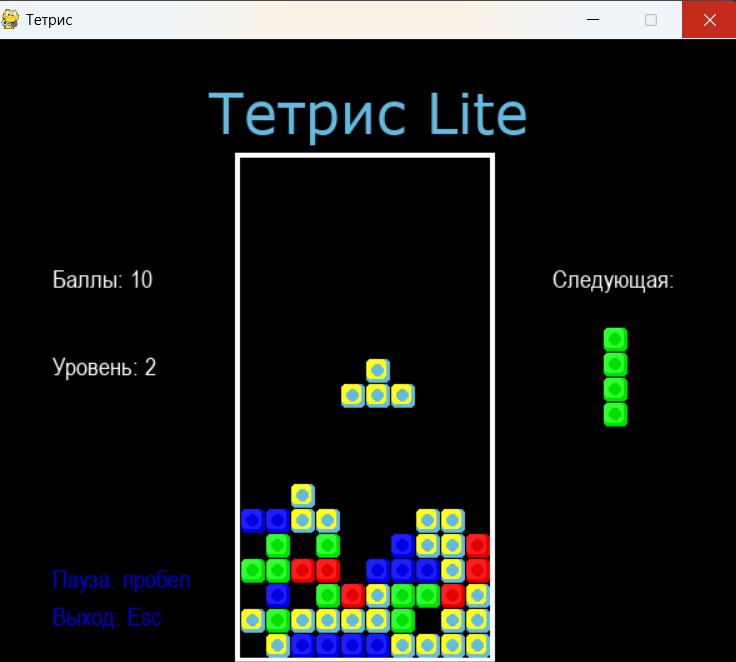 Тетрис
Тетрис Lite
Баллы: 10
Следующая:
Уровень: 2
Пауза: пробел
Выход: Esc